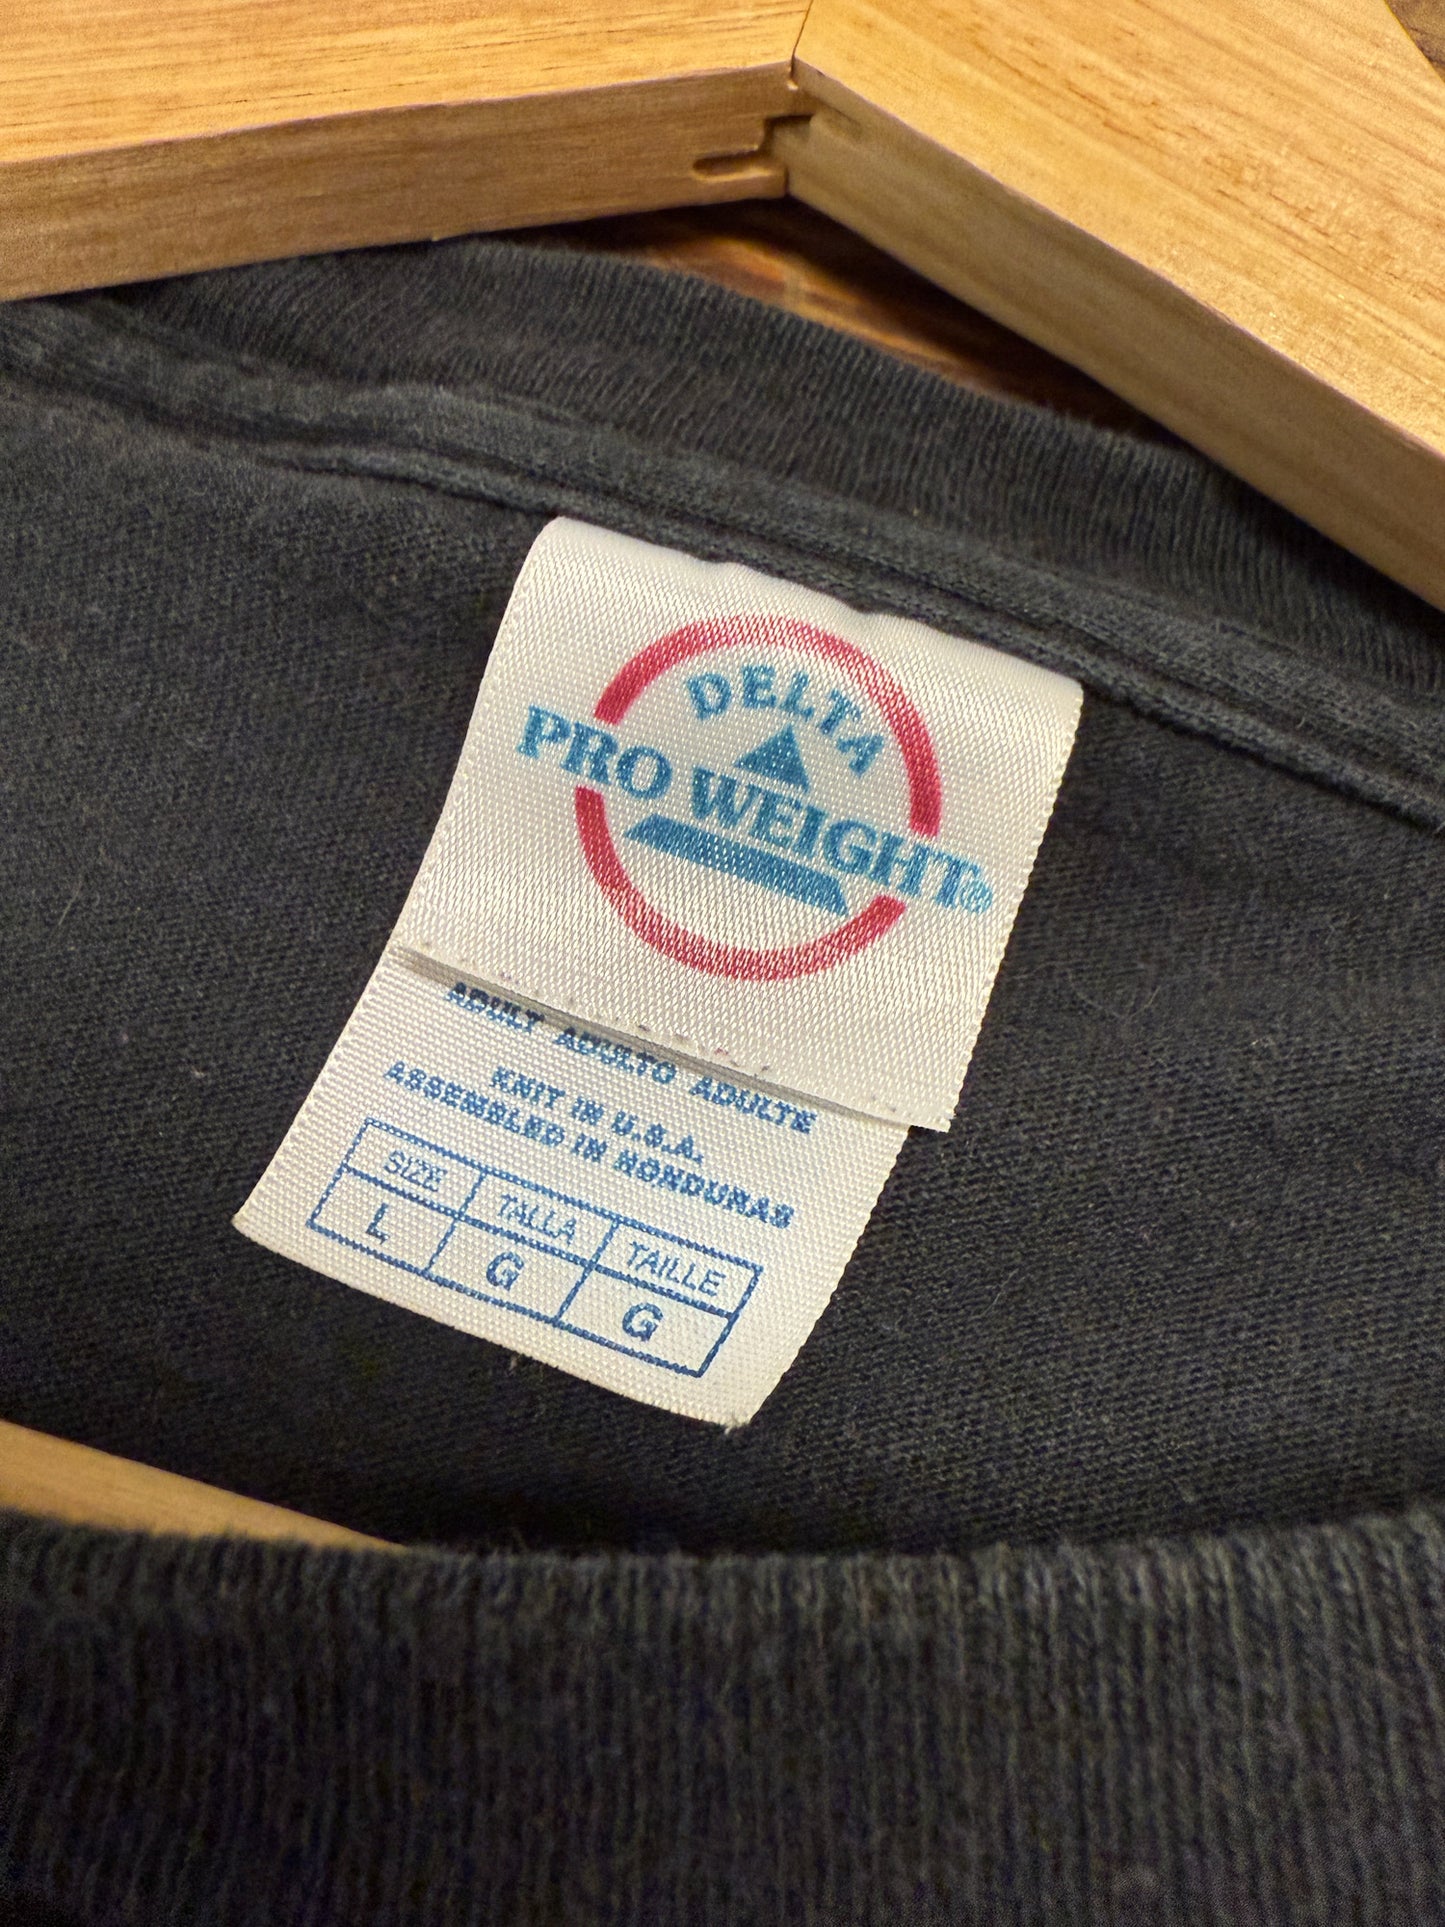 DELTA
PRO WEIGHT®
ADULT ADULTO ADULTE
KNIT IN U.S.A.
ASSEMBLED IN HONDURAS
SIZE TALLA TAILLE
L G G